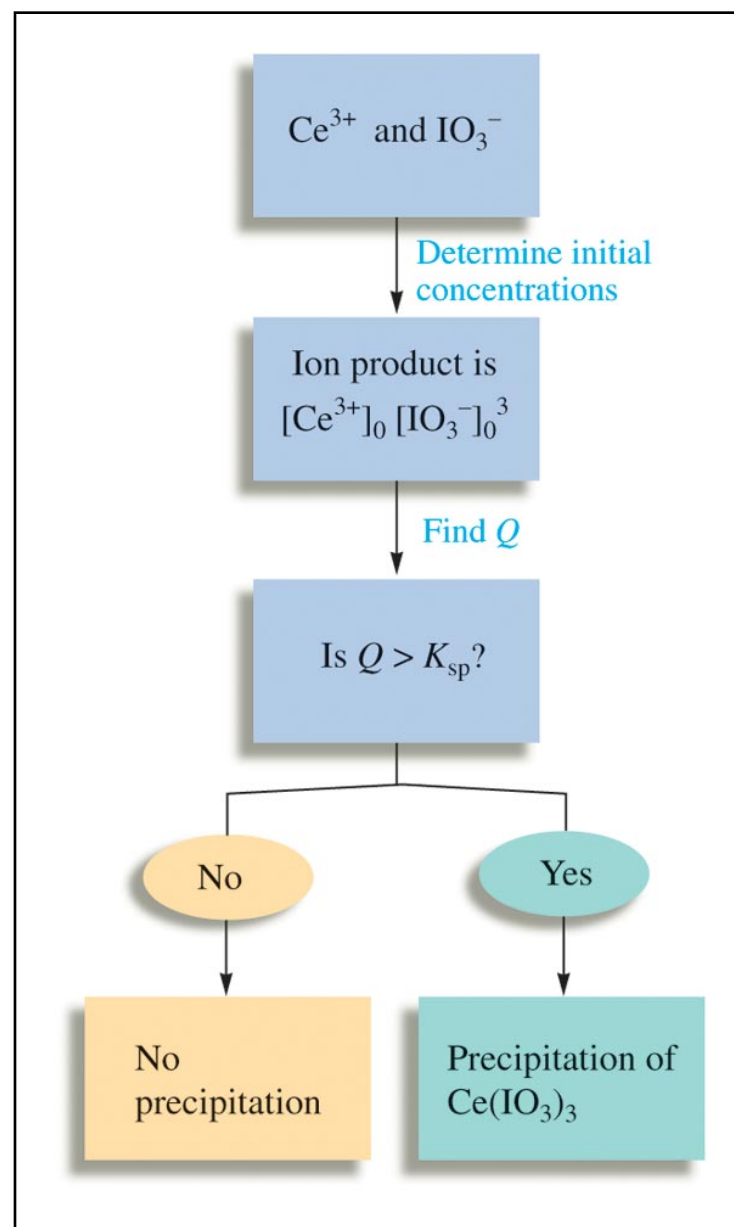 Ce³⁺ and IO₃⁻
Determine initial
concentrations
Ion product is
[Ce³⁺]₀ [IO₃⁻]₀³
Find Q
Is Q > Kₛₚ?
No
Yes
No
precipitation
Precipitation of
Ce(IO₃)₃